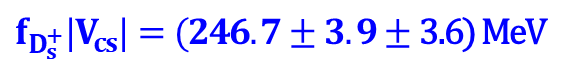 f_{D_s^+}|V_{cs}| = (246.7 ± 3.9 ± 3.6) MeV